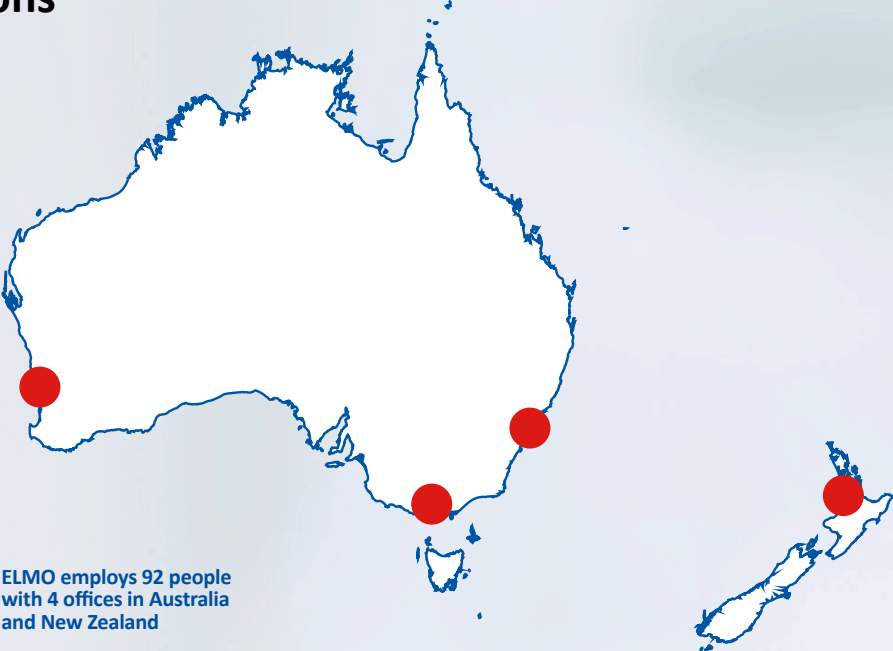 ons
ELMO employs 92 people
with 4 offices in Australia
and New Zealand